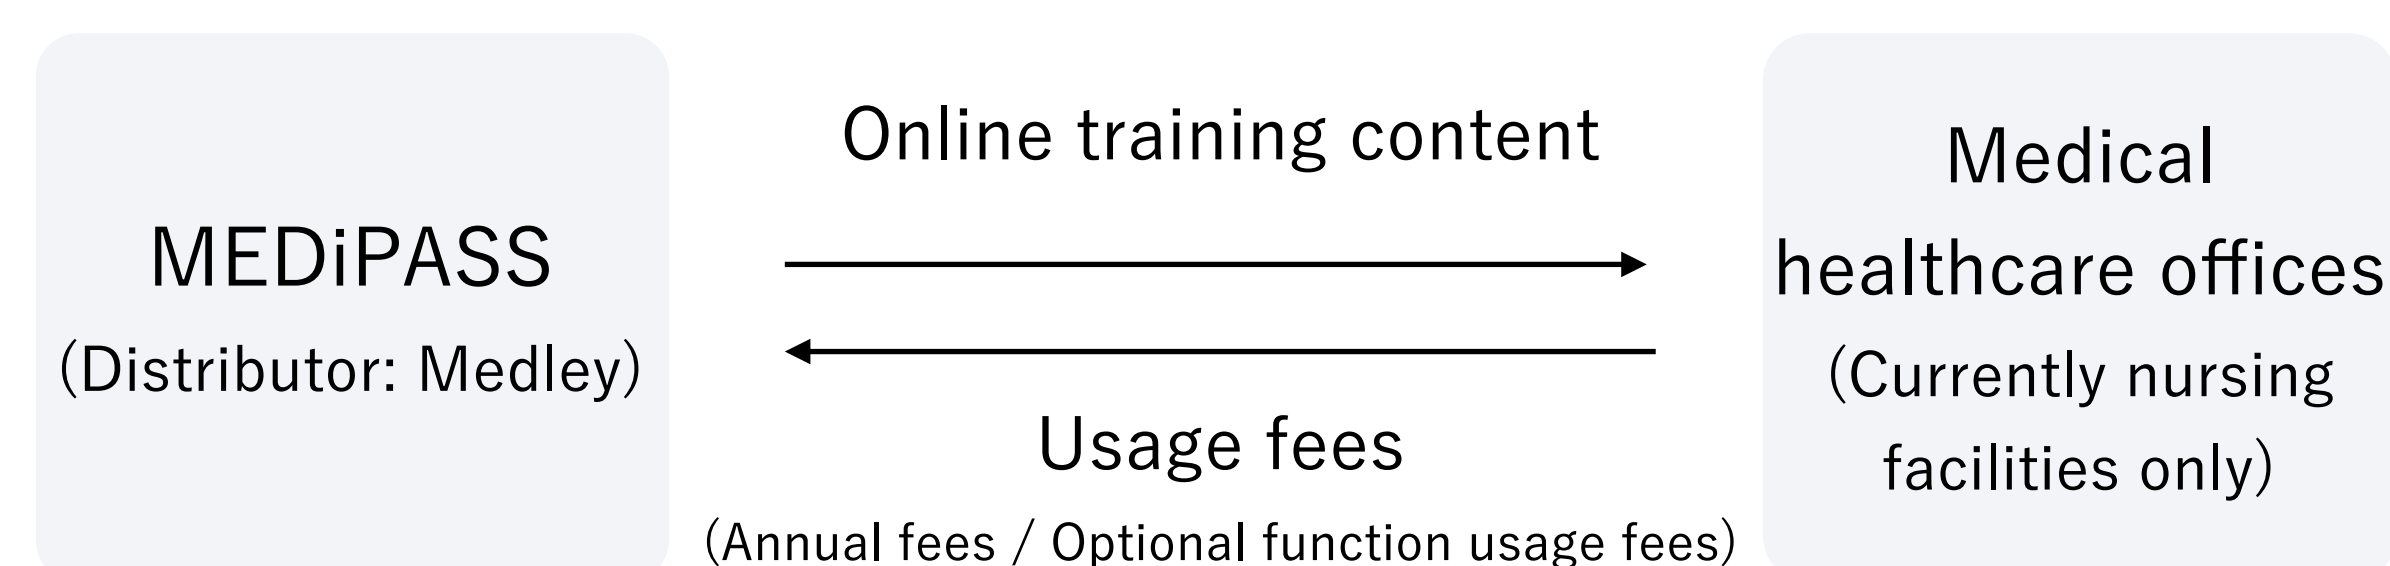 MEDiPASS
(Distributor: Medley)
Online training content
Usage fees
(Annual fees / Optional function usage fees)
Medical
healthcare offices
(Currently nursing
facilities only)